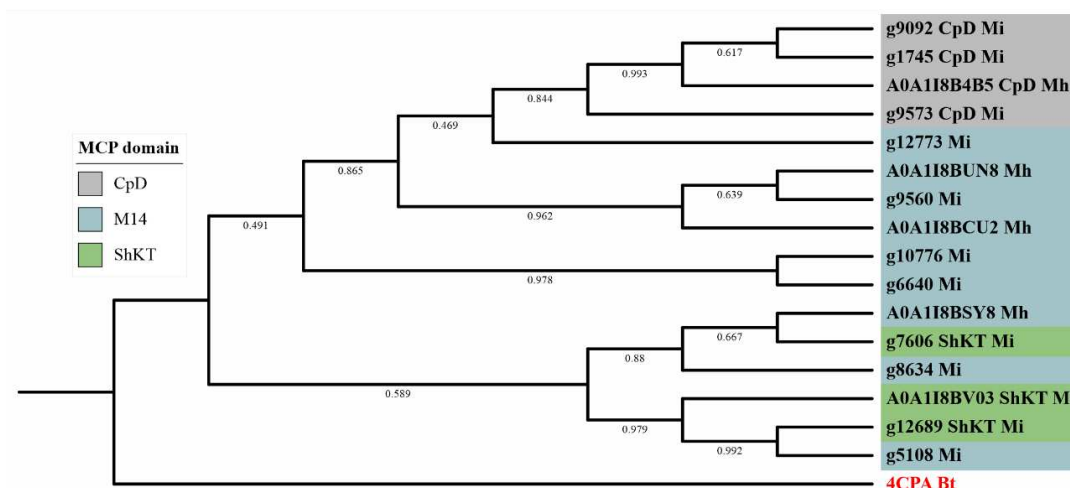 g9092 CpD Mi
0.617
g1745 CpD Mi
0.993
A0A1I8B4B5 CpD Mh
0.844
g9573 CpD Mi
0.469
g12773 Mi
MCP domain
0.865
A0A1I8BUN8 Mh
CpD
0.639
g9560 Mi
M14
0.962
A0A1I8BCU2 Mh
0.491
ShKT
g10776 Mi
0.978
g6640 Mi
A0A1I8BSY8 Mh
0.667
g7606 ShKT Mi
0.88
g8634 Mi
0.589
A0A1I8BV03 ShKT M
0.979
g12689 ShKT Mi
0.992
g5108 Mi
4CPA Bt